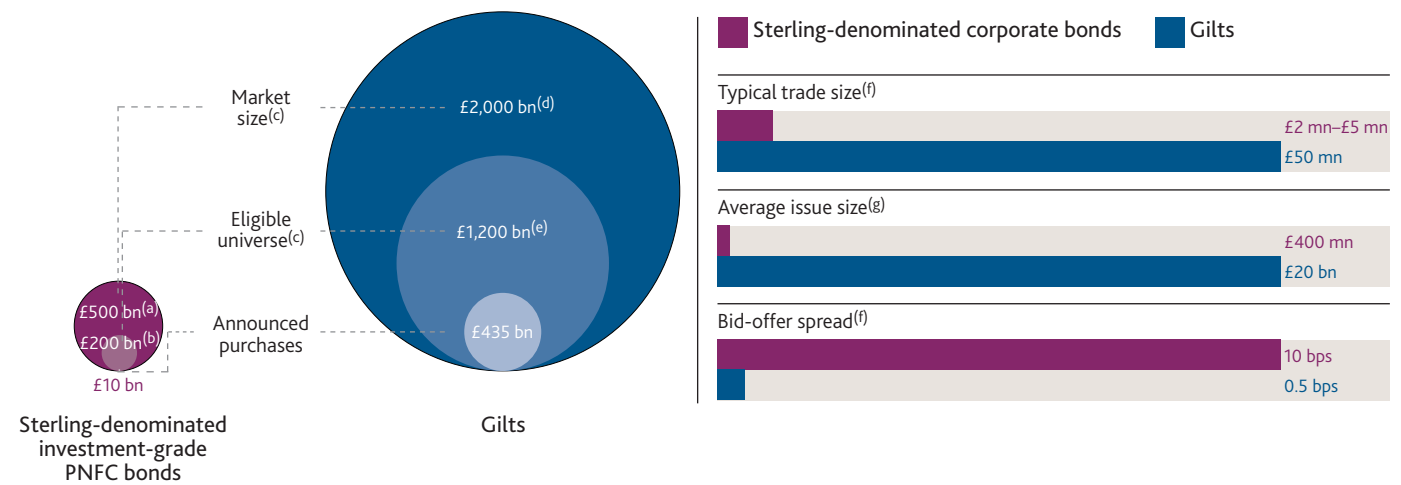 Market
size(c)
£2,000 bn(d)
Eligible
universe(c)
£1,200 bn(e)
£500 bn(a)
£200 bn(b)
Announced
purchases
£435 bn
£10 bn
Sterling-denominated
investment-grade
PNFC bonds
Gilts
Sterling-denominated corporate bonds
Gilts
Typical trade size(f)
£2 mn–£5 mn
£50 mn
Average issue size(g)
£400 mn
£20 bn
Bid-offer spread(f)
10 bps
0.5 bps